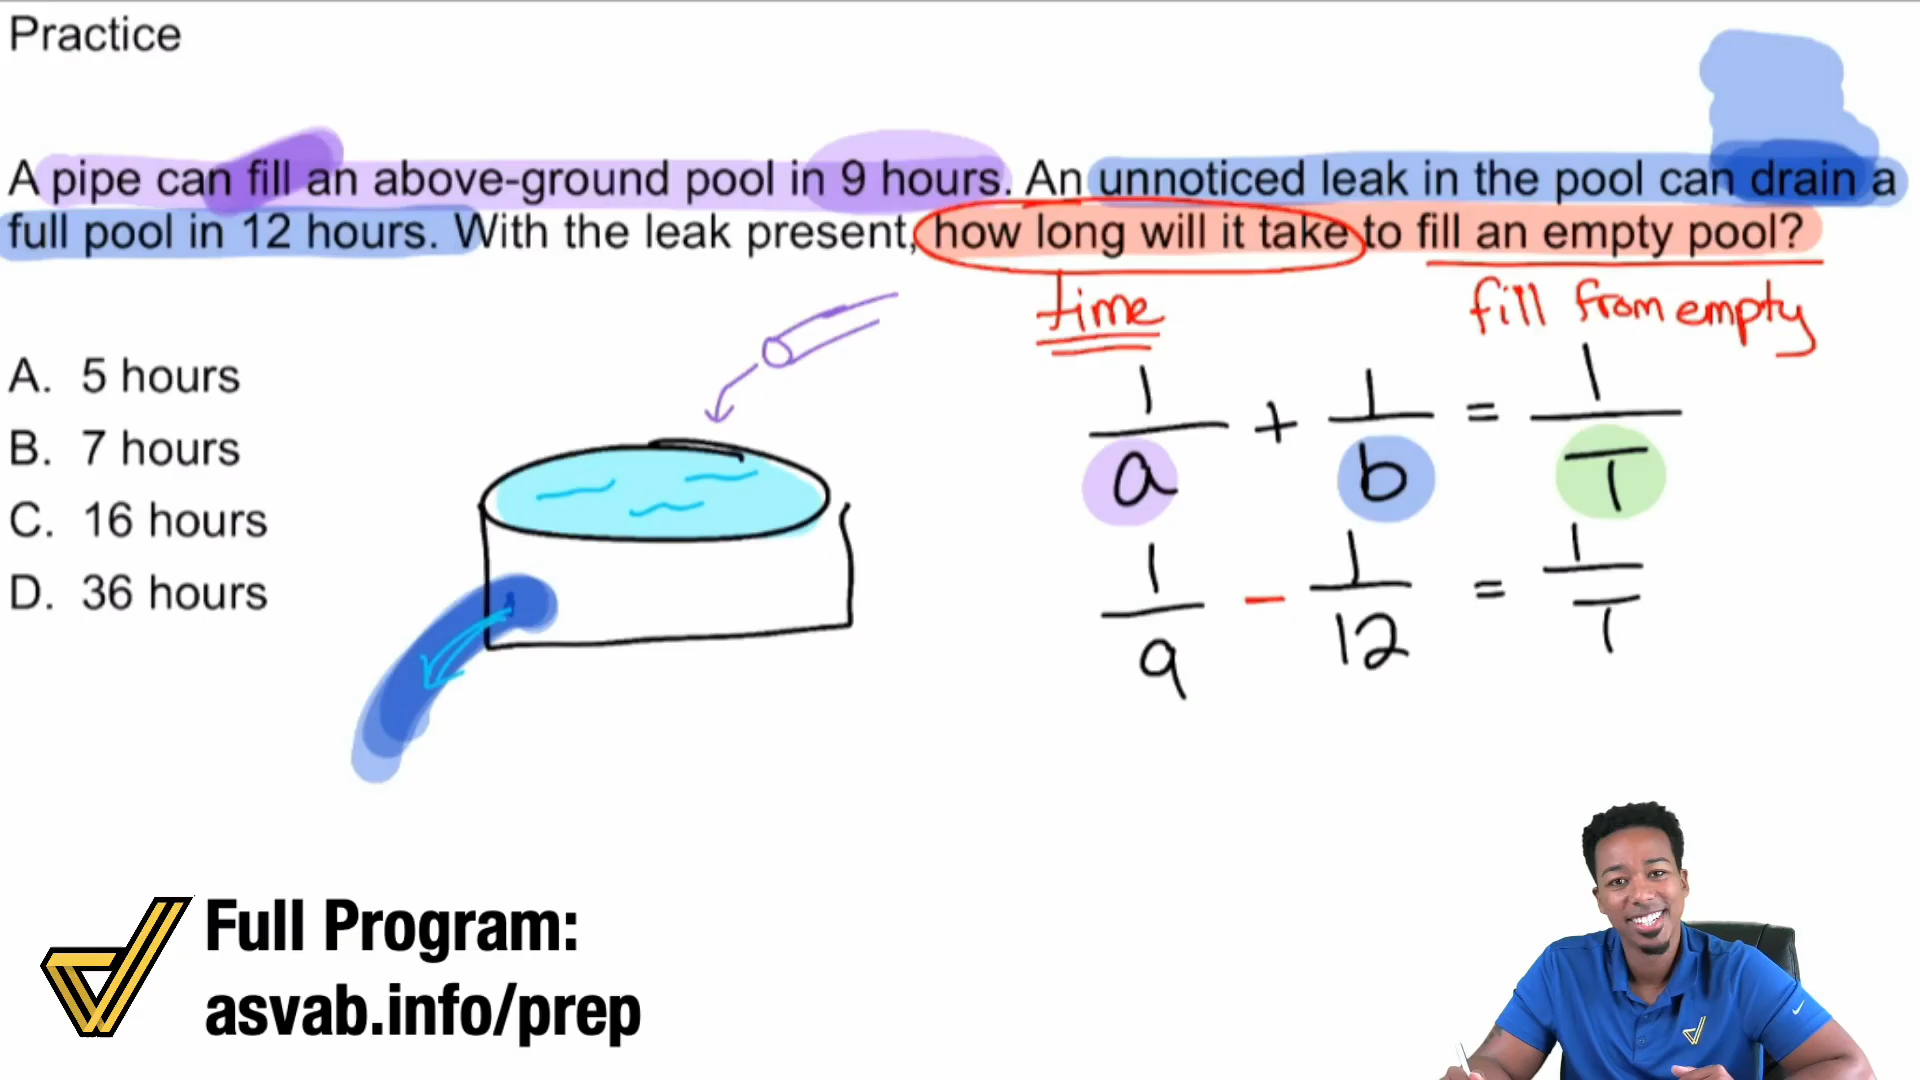 Practice
A pipe can fill an above-ground pool in 9 hours. An unnoticed leak in the pool can drain a
full pool in 12 hours. With the leak present, how long will it take to fill an empty pool?
time
fill from empty
A. 5 hours
B. 7 hours
C. 16 hours
D. 36 hours
1/a + 1/b = 1/T
1/9 - 1/12 = 1/T
Full Program:
asvab.info/prep